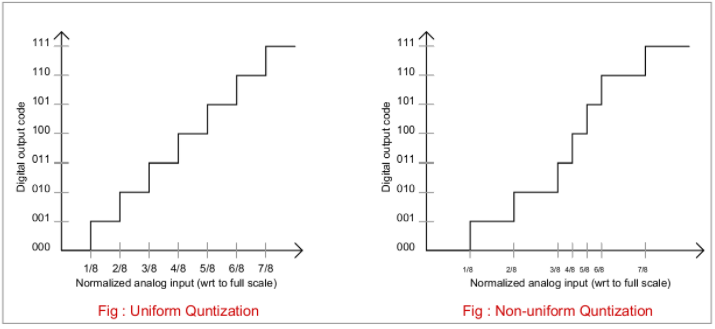 111
110
101
100
011
010
001
000
Digital output code
1/8 2/8 3/8 4/8 5/8 6/8 7/8
Normalized analog input (wrt to full scale)
Fig : Uniform Quntization
111
110
101
100
011
010
001
000
Digital output code
1/8 2/8 3/8 4/8 5/8 6/8 7/8
Normalized analog input (wrt to full scale)
Fig : Non-uniform Quntization